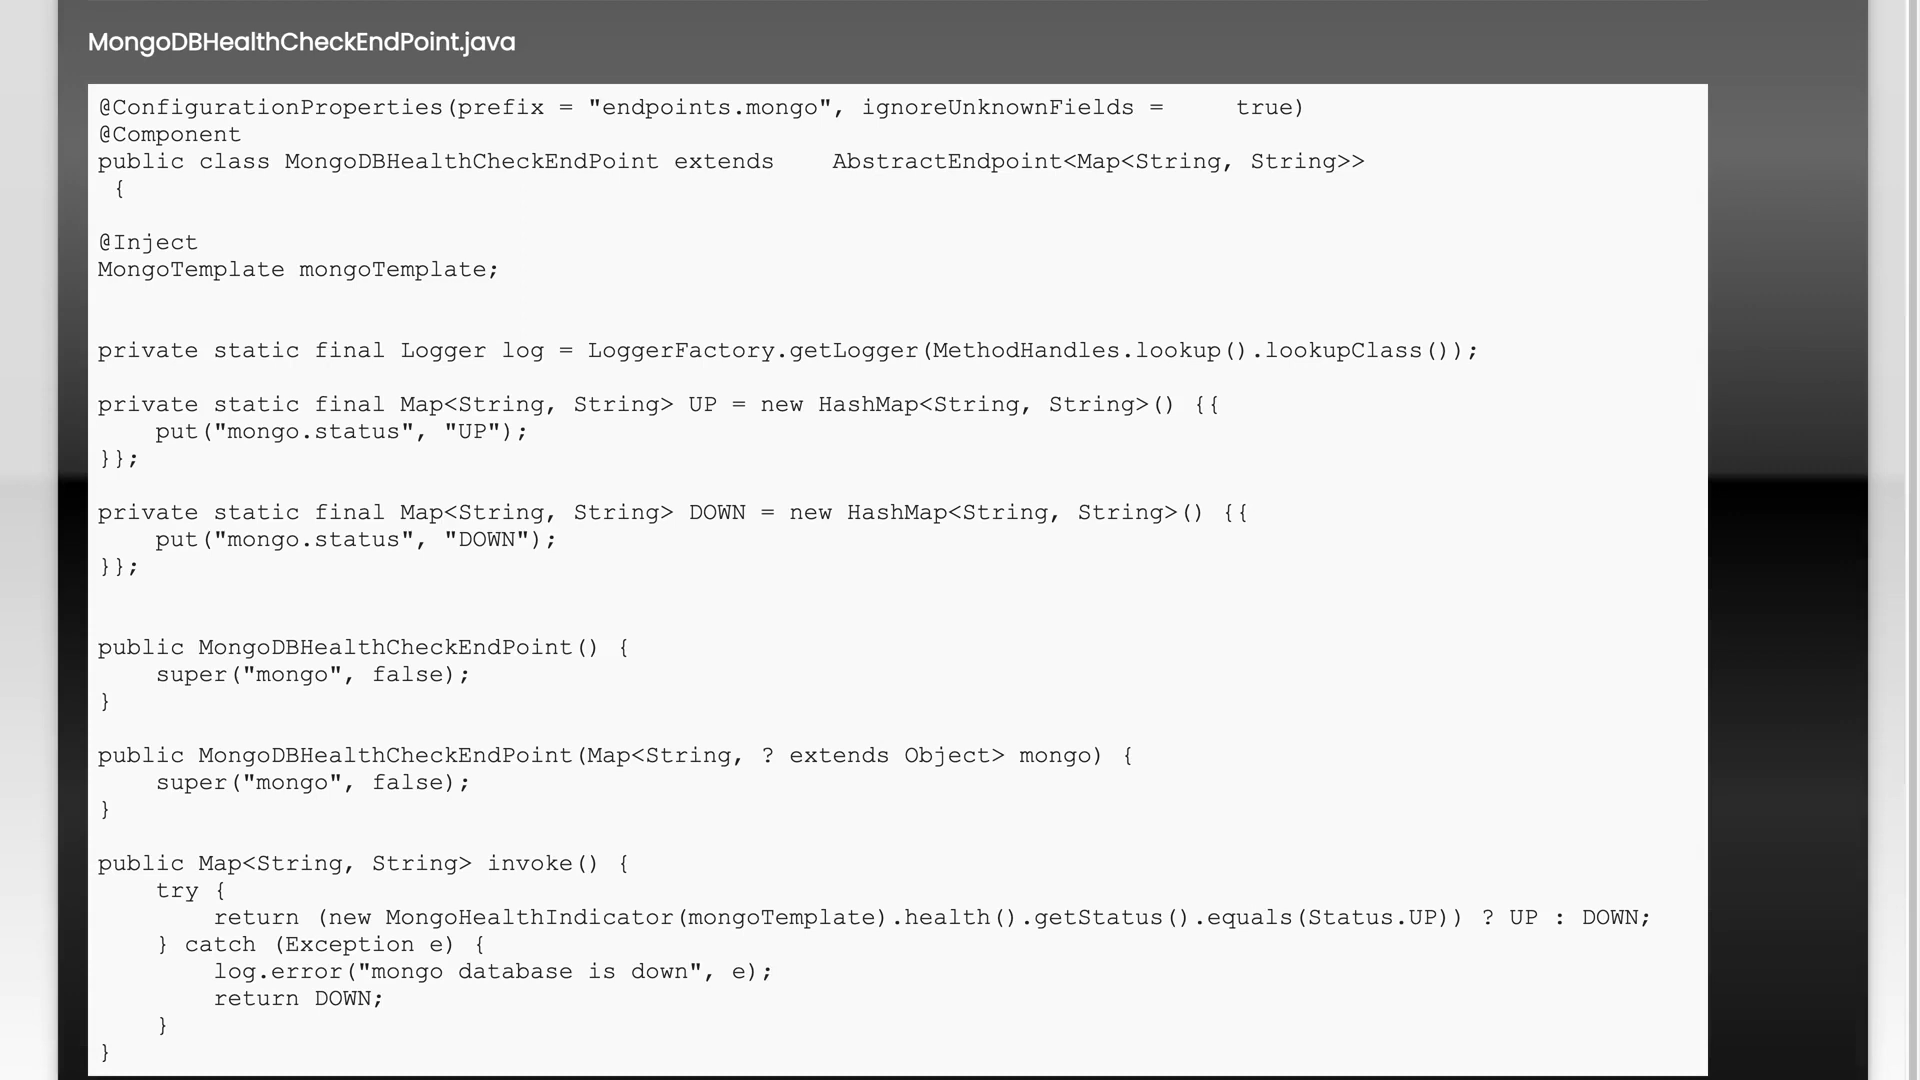 MongoDBHealthCheckEndPoint.java
@ConfigurationProperties(prefix = "endpoints.mongo", ignoreUnknownFields =     true)
@Component
public class MongoDBHealthCheckEndPoint extends    AbstractEndpoint<Map<String, String>>
 {
@Inject
MongoTemplate mongoTemplate;
private static final Logger log = LoggerFactory.getLogger(MethodHandles.lookup().lookupClass());
private static final Map<String, String> UP = new HashMap<String, String>() {{
    put("mongo.status", "UP");
}};
private static final Map<String, String> DOWN = new HashMap<String, String>() {{
    put("mongo.status", "DOWN");
}};
public MongoDBHealthCheckEndPoint() {
    super("mongo", false);
}
public MongoDBHealthCheckEndPoint(Map<String, ? extends Object> mongo) {
    super("mongo", false);
}
public Map<String, String> invoke() {
    try {
        return (new MongoHealthIndicator(mongoTemplate).health().getStatus().equals(Status.UP)) ? UP : DOWN;
    } catch (Exception e) {
        log.error("mongo database is down", e);
        return DOWN;
    }
}